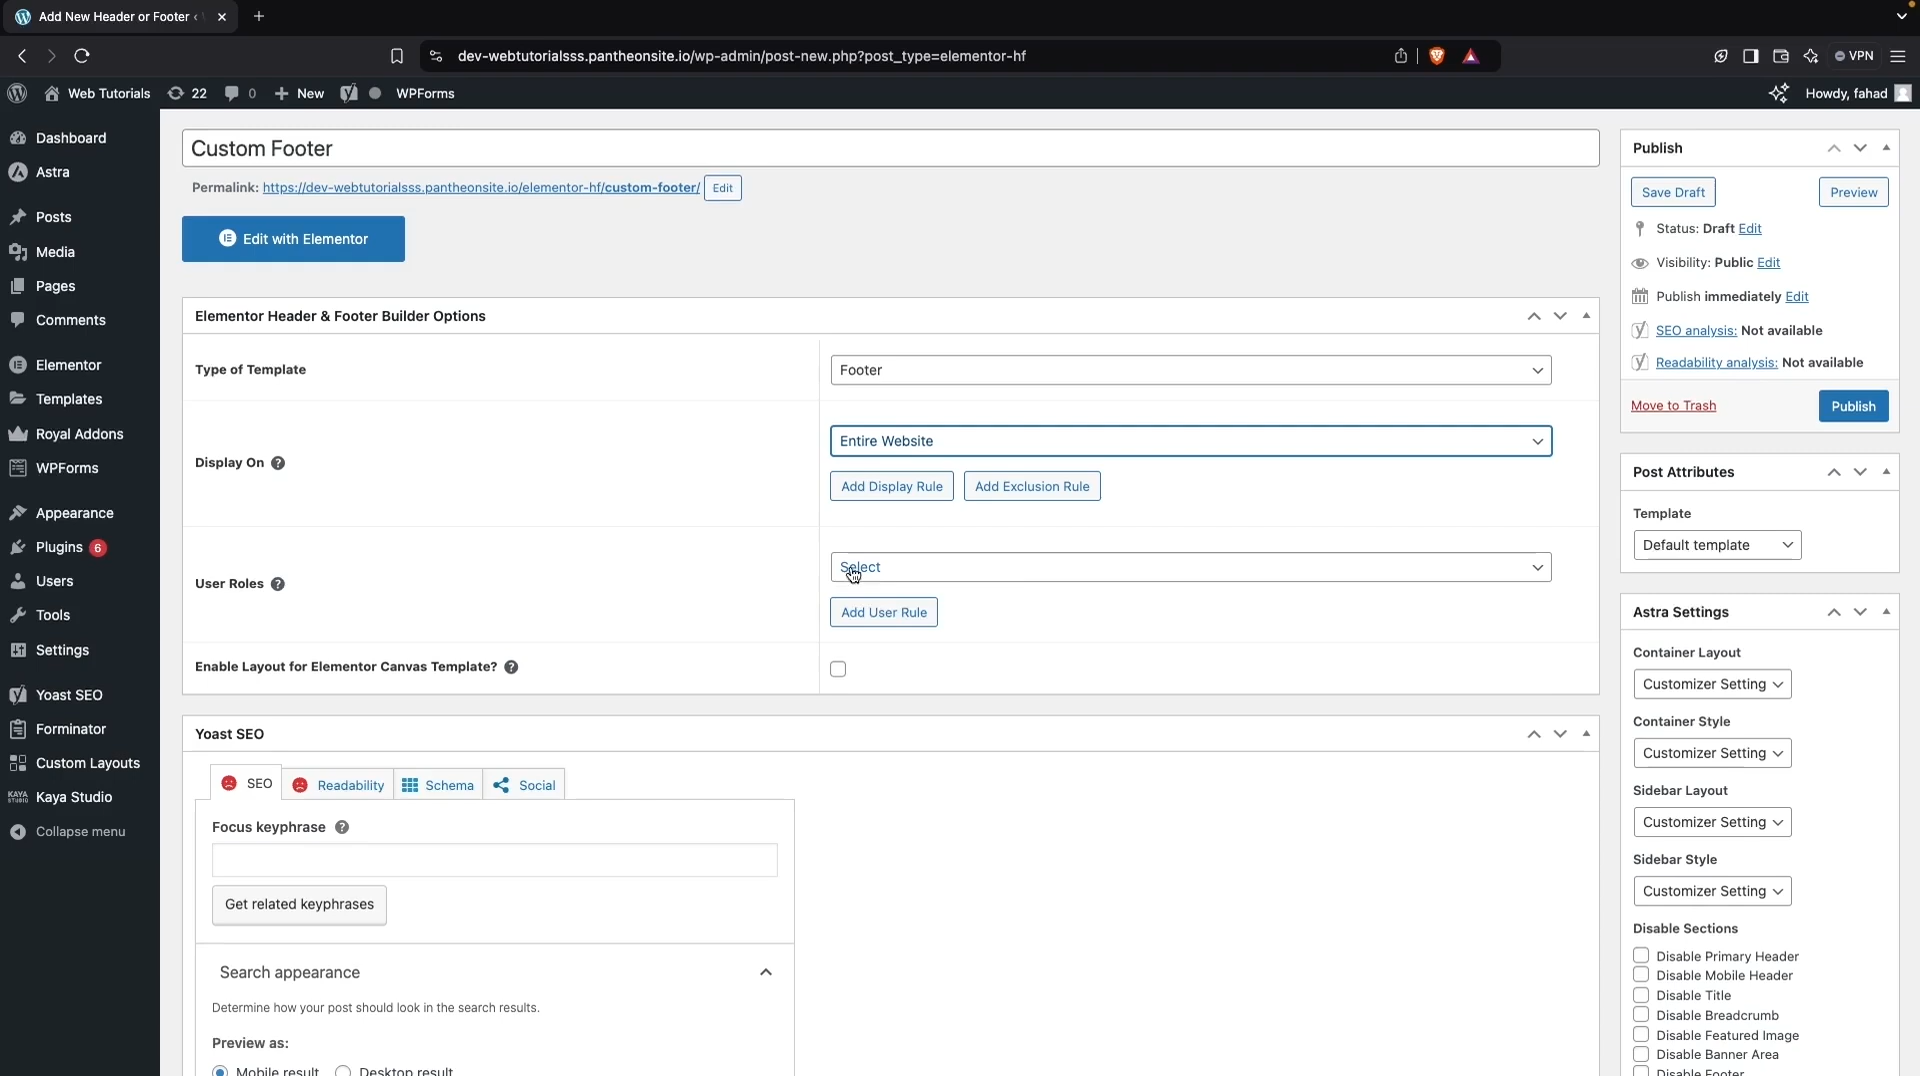 Add New Header or Footer ‹
dev-webtutorialsss.pantheonsite.io/wp-admin/post-new.php?post_type=elementor-hf
VPN
Web Tutorials
22
0
New
WPForms
Howdy, fahad
Dashboard
Astra
Posts
Media
Pages
Comments
Elementor
Templates
Royal Addons
WPForms
Appearance
Plugins 6
Users
Tools
Settings
Yoast SEO
Forminator
Custom Layouts
KAYA STUDIO Kaya Studio
Collapse menu
Custom Footer
Permalink: https://dev-webtutorialsss.pantheonsite.io/elementor-hf/custom-footer/ Edit
Edit with Elementor
Elementor Header & Footer Builder Options
Type of Template
Footer
Display On
Entire Website
Add Display Rule
Add Exclusion Rule
User Roles
Select
Add User Rule
Enable Layout for Elementor Canvas Template?
Yoast SEO
SEO
Readability
Schema
Social
Focus keyphrase
Get related keyphrases
Search appearance
Determine how your post should look in the search results.
Preview as:
Mobile result
Desktop result
Publish
Save Draft
Preview
Status: Draft Edit
Visibility: Public Edit
Publish immediately Edit
SEO analysis: Not available
Readability analysis: Not available
Move to Trash
Publish
Post Attributes
Template
Default template
Astra Settings
Container Layout
Customizer Setting
Container Style
Customizer Setting
Sidebar Layout
Customizer Setting
Sidebar Style
Customizer Setting
Disable Sections
Disable Primary Header
Disable Mobile Header
Disable Title
Disable Breadcrumb
Disable Featured Image
Disable Banner Area
Disable Footer